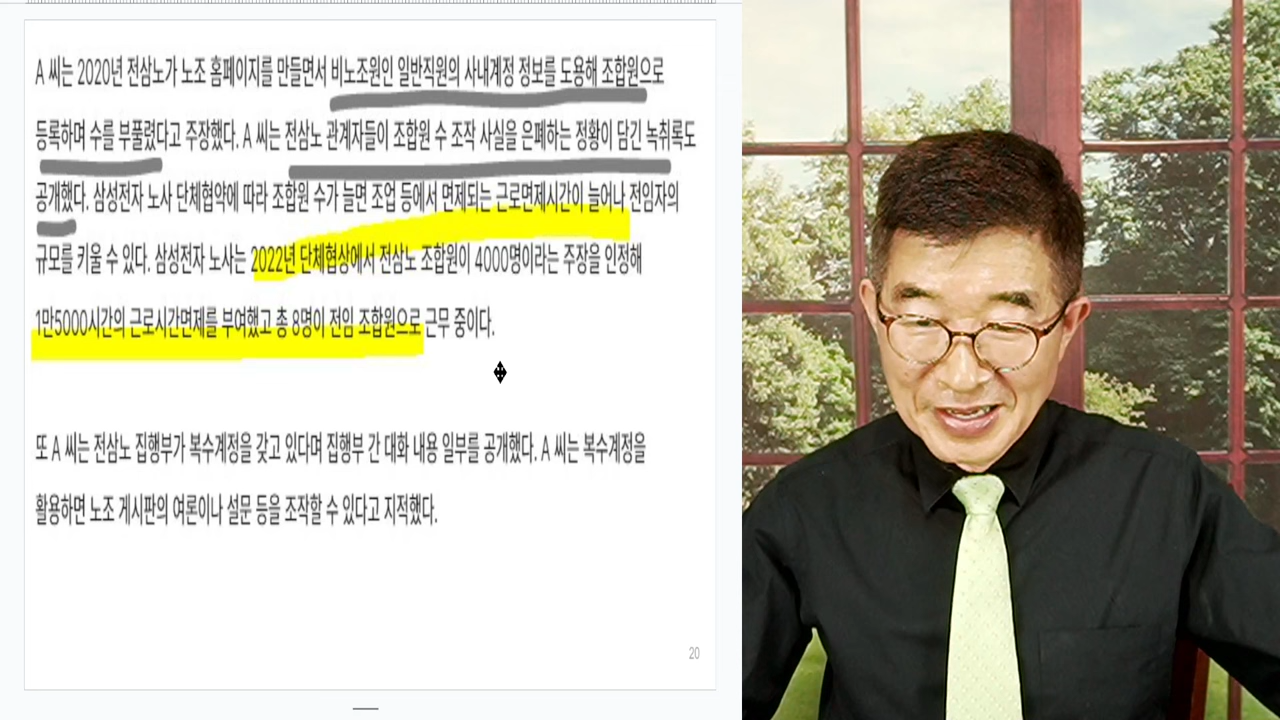 A 씨는 2020년 전삼노가 노조 홈페이지를 만들면서 비노조원인 일반직원의 사내계정 정보를 도용해 조합원으로
등록하며 수를 부풀렸다고 주장했다. A 씨는 전삼노 관계자들이 조합원 수 조작 사실을 은폐하는 정황이 담긴 녹취록도
공개했다. 삼성전자 노사 단체협약에 따라 조합원 수가 늘면 조업 등에서 면제되는 근로면제시간이 늘어나 전임자의
규모를 키울 수 있다. 삼성전자 노사는 2022년 단체협상에서 전삼노 조합원이 4000명이라는 주장을 인정해
1만5000시간의 근로시간면제를 부여했고 총 8명이 전임 조합원으로 근무 중이다.
또 A 씨는 전삼노 집행부가 복수계정을 갖고 있다며 집행부 간 대화 내용 일부를 공개했다. A 씨는 복수계정을
활용하면 노조 게시판의 여론이나 설문 등을 조작할 수 있다고 지적했다.
20